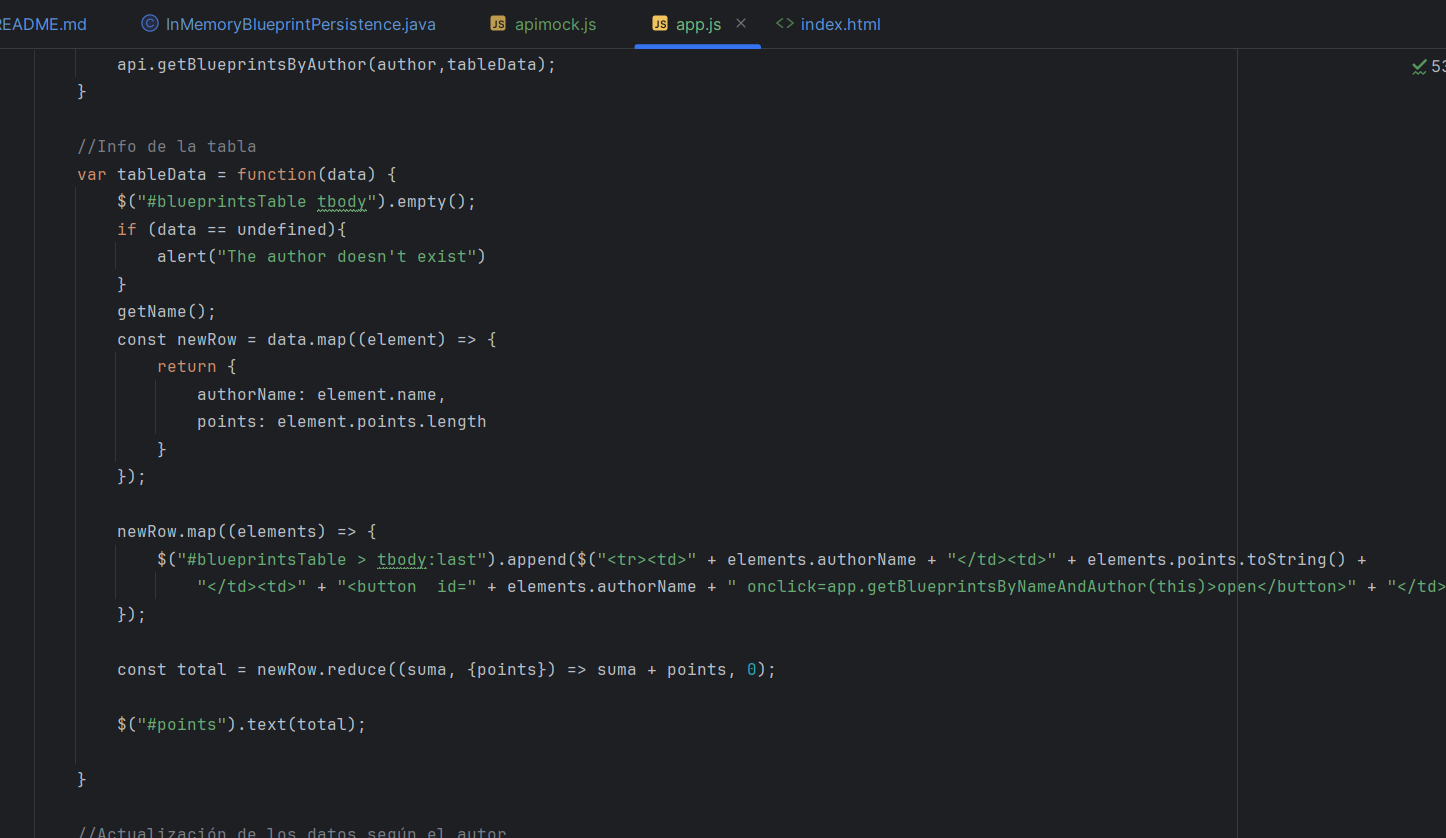 README.md InMemoryBlueprintPersistence.java apimock.js app.js index.html
api.getBlueprintsByAuthor(author,tableData);
}
//Info de la tabla
var tableData = function(data) {
$("#blueprintsTable tbody").empty();
if (data == undefined){
alert("The author doesn't exist")
}
getName();
const newRow = data.map((element) => {
return {
authorName: element.name,
points: element.points.length
}
});
newRow.map((elements) => {
$("#blueprintsTable > tbody:last").append($("<tr><td>" + elements.authorName + "</td><td>" + elements.points.toString() +
"</td><td>" + "<button  id=" + elements.authorName + " onclick=app.getBlueprintsByNameAndAuthor(this)>open</button>" + "</td>
});
const total = newRow.reduce((suma, {points}) => suma + points, 0);
$("#points").text(total);
}
//Actualización de los datos según el autor